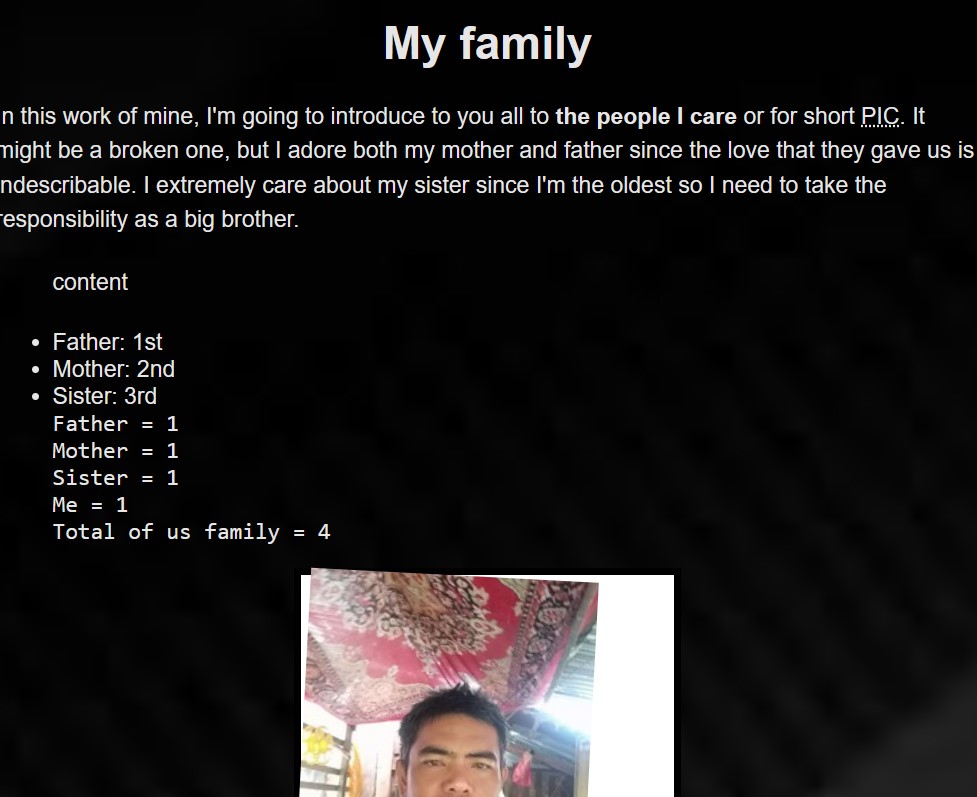 My family
n this work of mine, I'm going to introduce to you all to the people I care or for short PIC. It
might be a broken one, but I adore both my mother and father since the love that they gave us is
ndescribable. I extremely care about my sister since I'm the oldest so I need to take the
responsibility as a big brother.
content
Father: 1st
Mother: 2nd
Sister: 3rd
Father = 1
Mother = 1
Sister = 1
Me = 1
Total of us family = 4